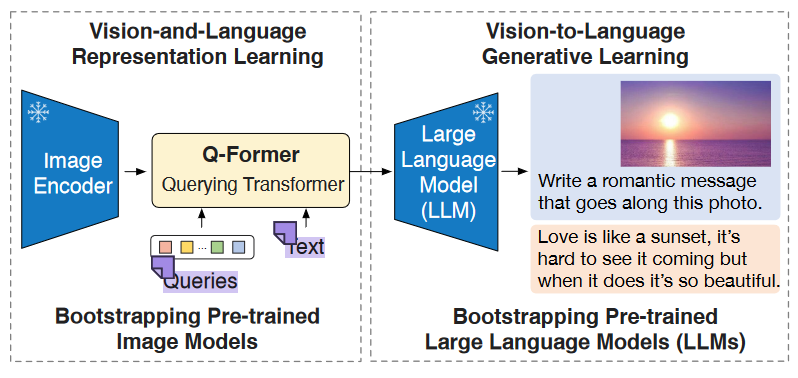 Vision-and-Language
Representation Learning
Image
Encoder
Q-Former
Querying Transformer
...
Queries
Text
Bootstrapping Pre-trained
Image Models
Vision-to-Language
Generative Learning
Large
Language
Model
(LLM)
Write a romantic message
that goes along this photo.
Love is like a sunset, it's
hard to see it coming but
when it does it's so beautiful.
Bootstrapping Pre-trained
Large Language Models (LLMs)